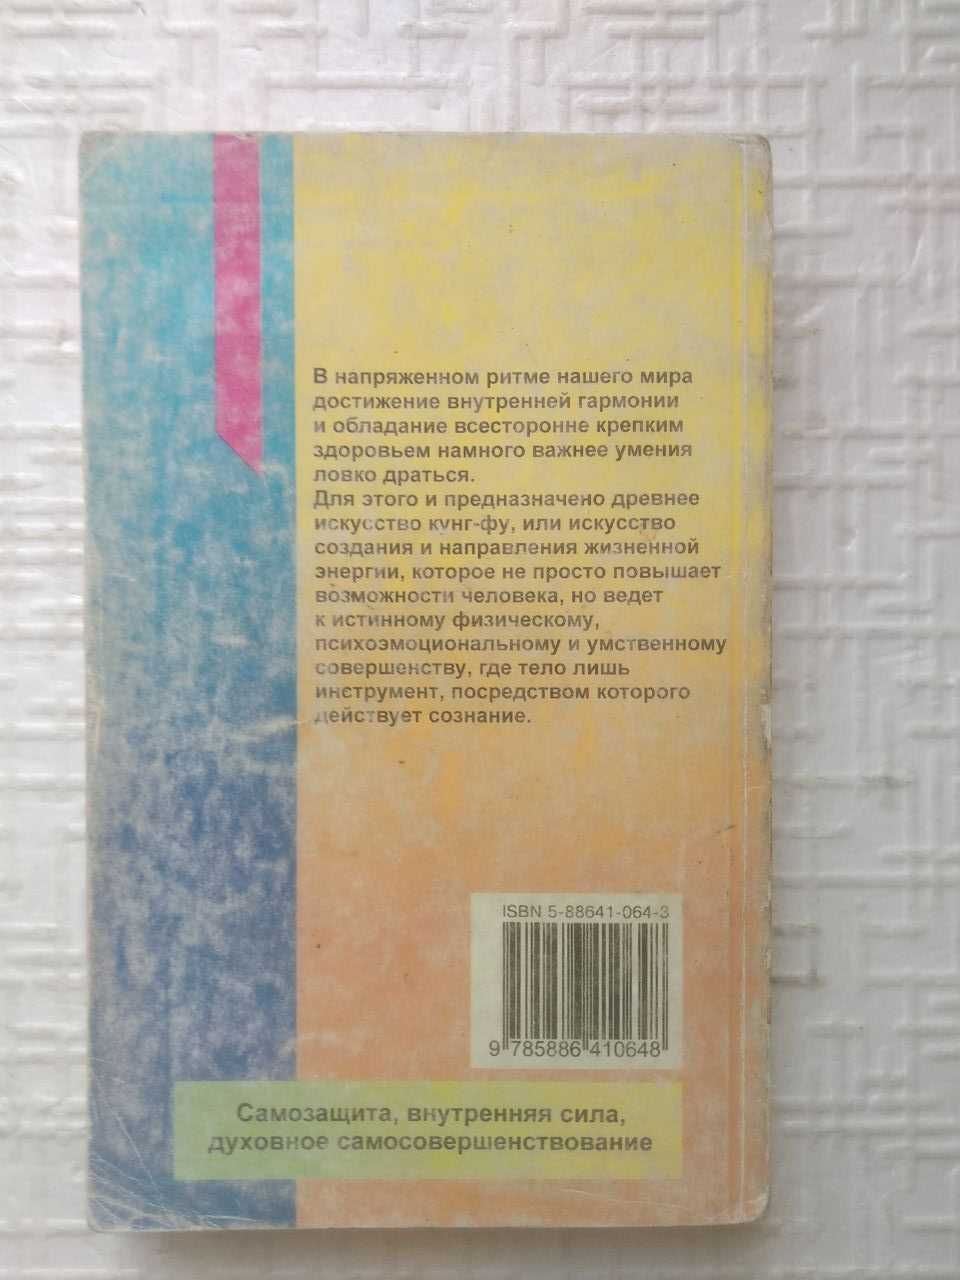 В напряженном ритме нашего мира
достижение внутренней гармонии
и обладание всесторонне крепким
здоровьем намного важнее умения
ловко драться.
Для этого и предназначено древнее
искусство кунг-фу, или искусство
создания и направления жизненной
энергии, которое не просто повышает
возможности человека, но ведет
к истинному физическому,
психоэмоциональному и умственному
совершенству, где тело лишь
инструмент, посредством которого
действует сознание.
ISBN 5-88641-064-3
9 785886 410648
Самозащита, внутренняя сила,
духовное самосовершенствование